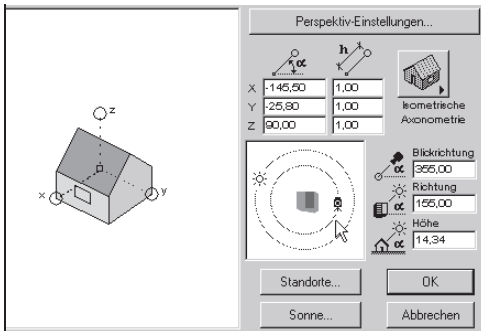 Perspektiv-Einstellungen...
α
h
X -145,50 1,00
Y -25,80 1,00
Z 90,00 1,00
Isometrische
Axonometrie
z
x
y
Blickrichtung
α 355,00
Richtung
α 155,00
Höhe
α 14,34
Standorte...
OK
Sonne...
Abbrechen